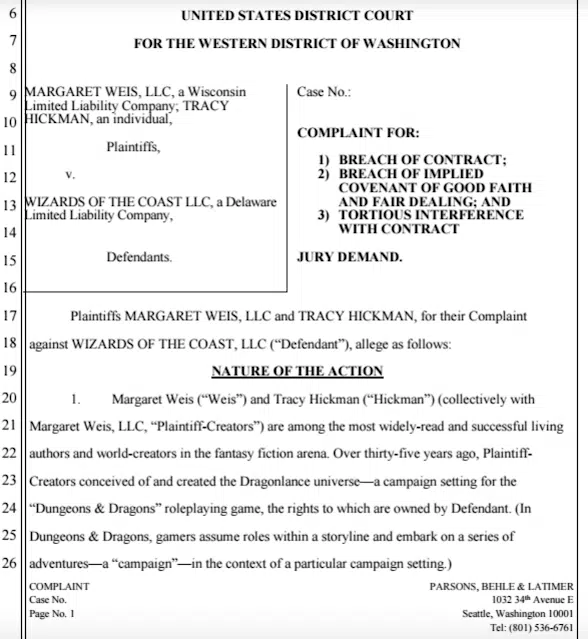 6 UNITED STATES DISTRICT COURT
7 FOR THE WESTERN DISTRICT OF WASHINGTON
8
9 MARGARET WEIS, LLC, a Wisconsin
Limited Liability Company; TRACY
10 HICKMAN, an individual,
11 Plaintiffs,
12 v.
13 WIZARDS OF THE COAST LLC, a Delaware
Limited Liability Company,
14
15 Defendants.
16
Case No.:
COMPLAINT FOR:
1) BREACH OF CONTRACT;
2) BREACH OF IMPLIED
COVENANT OF GOOD FAITH
AND FAIR DEALING; AND
3) TORTIOUS INTERFERENCE
WITH CONTRACT
JURY DEMAND.
17 Plaintiffs MARGARET WEIS, LLC and TRACY HICKMAN, for their Complaint
18 against WIZARDS OF THE COAST, LLC (“Defendant”), allege as follows:
19 NATURE OF THE ACTION
20 1. Margaret Weis (“Weis”) and Tracy Hickman (“Hickman”) (collectively with
21 Margaret Weis, LLC, “Plaintiff-Creators”) are among the most widely-read and successful living
22 authors and world-creators in the fantasy fiction arena. Over thirty-five years ago, Plaintiff-
23 Creators conceived of and created the Dragonlance universe—a campaign setting for the
24 “Dungeons & Dragons” roleplaying game, the rights to which are owned by Defendant. (In
25 Dungeons & Dragons, gamers assume roles within a storyline and embark on a series of
26 adventures—a “campaign”—in the context of a particular campaign setting.)
COMPLAINT
Case No.
Page No. 1
PARSONS, BEHLE & LATIMER
1032 34th Avenue E
Seattle, Washington 10001
Tel: (801) 536-6761